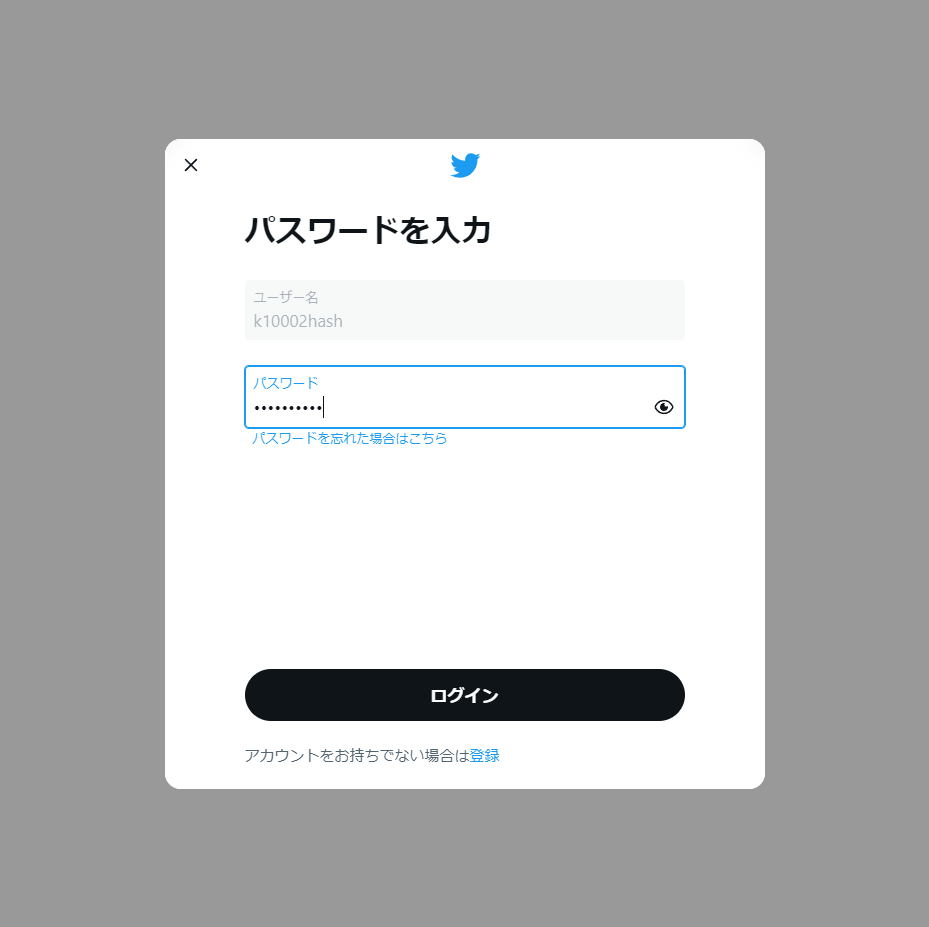 パスワードを入力
ユーザー名
k10002hash
パスワード
••••••••••
パスワードを忘れた場合はこちら
ログイン
アカウントをお持ちでない場合は登録